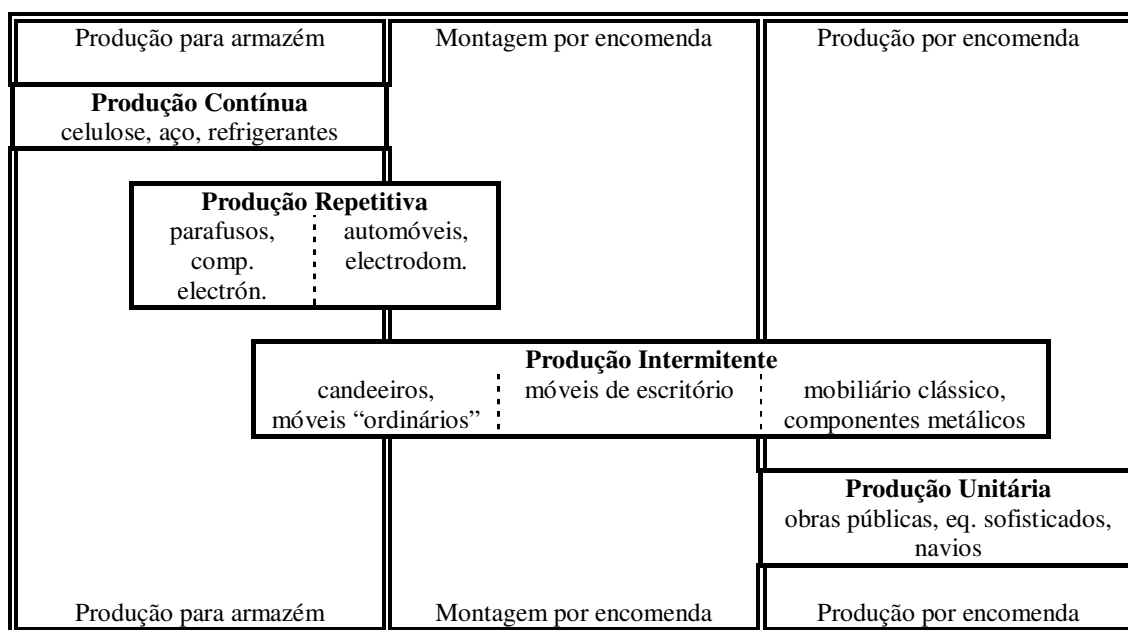 Produção para armazém
Montagem por encomenda
Produção por encomenda
Produção Contínua
celulose, aço, refrigerantes
Produção Repetitiva
parafusos,
comp.
electrón.
automóveis,
electrodom.
Produção Intermitente
candeeiros,
móveis “ordinários”
móveis de escritório
mobiliário clássico,
componentes metálicos
Produção Unitária
obras públicas, eq. sofisticados,
navios
Produção para armazém
Montagem por encomenda
Produção por encomenda